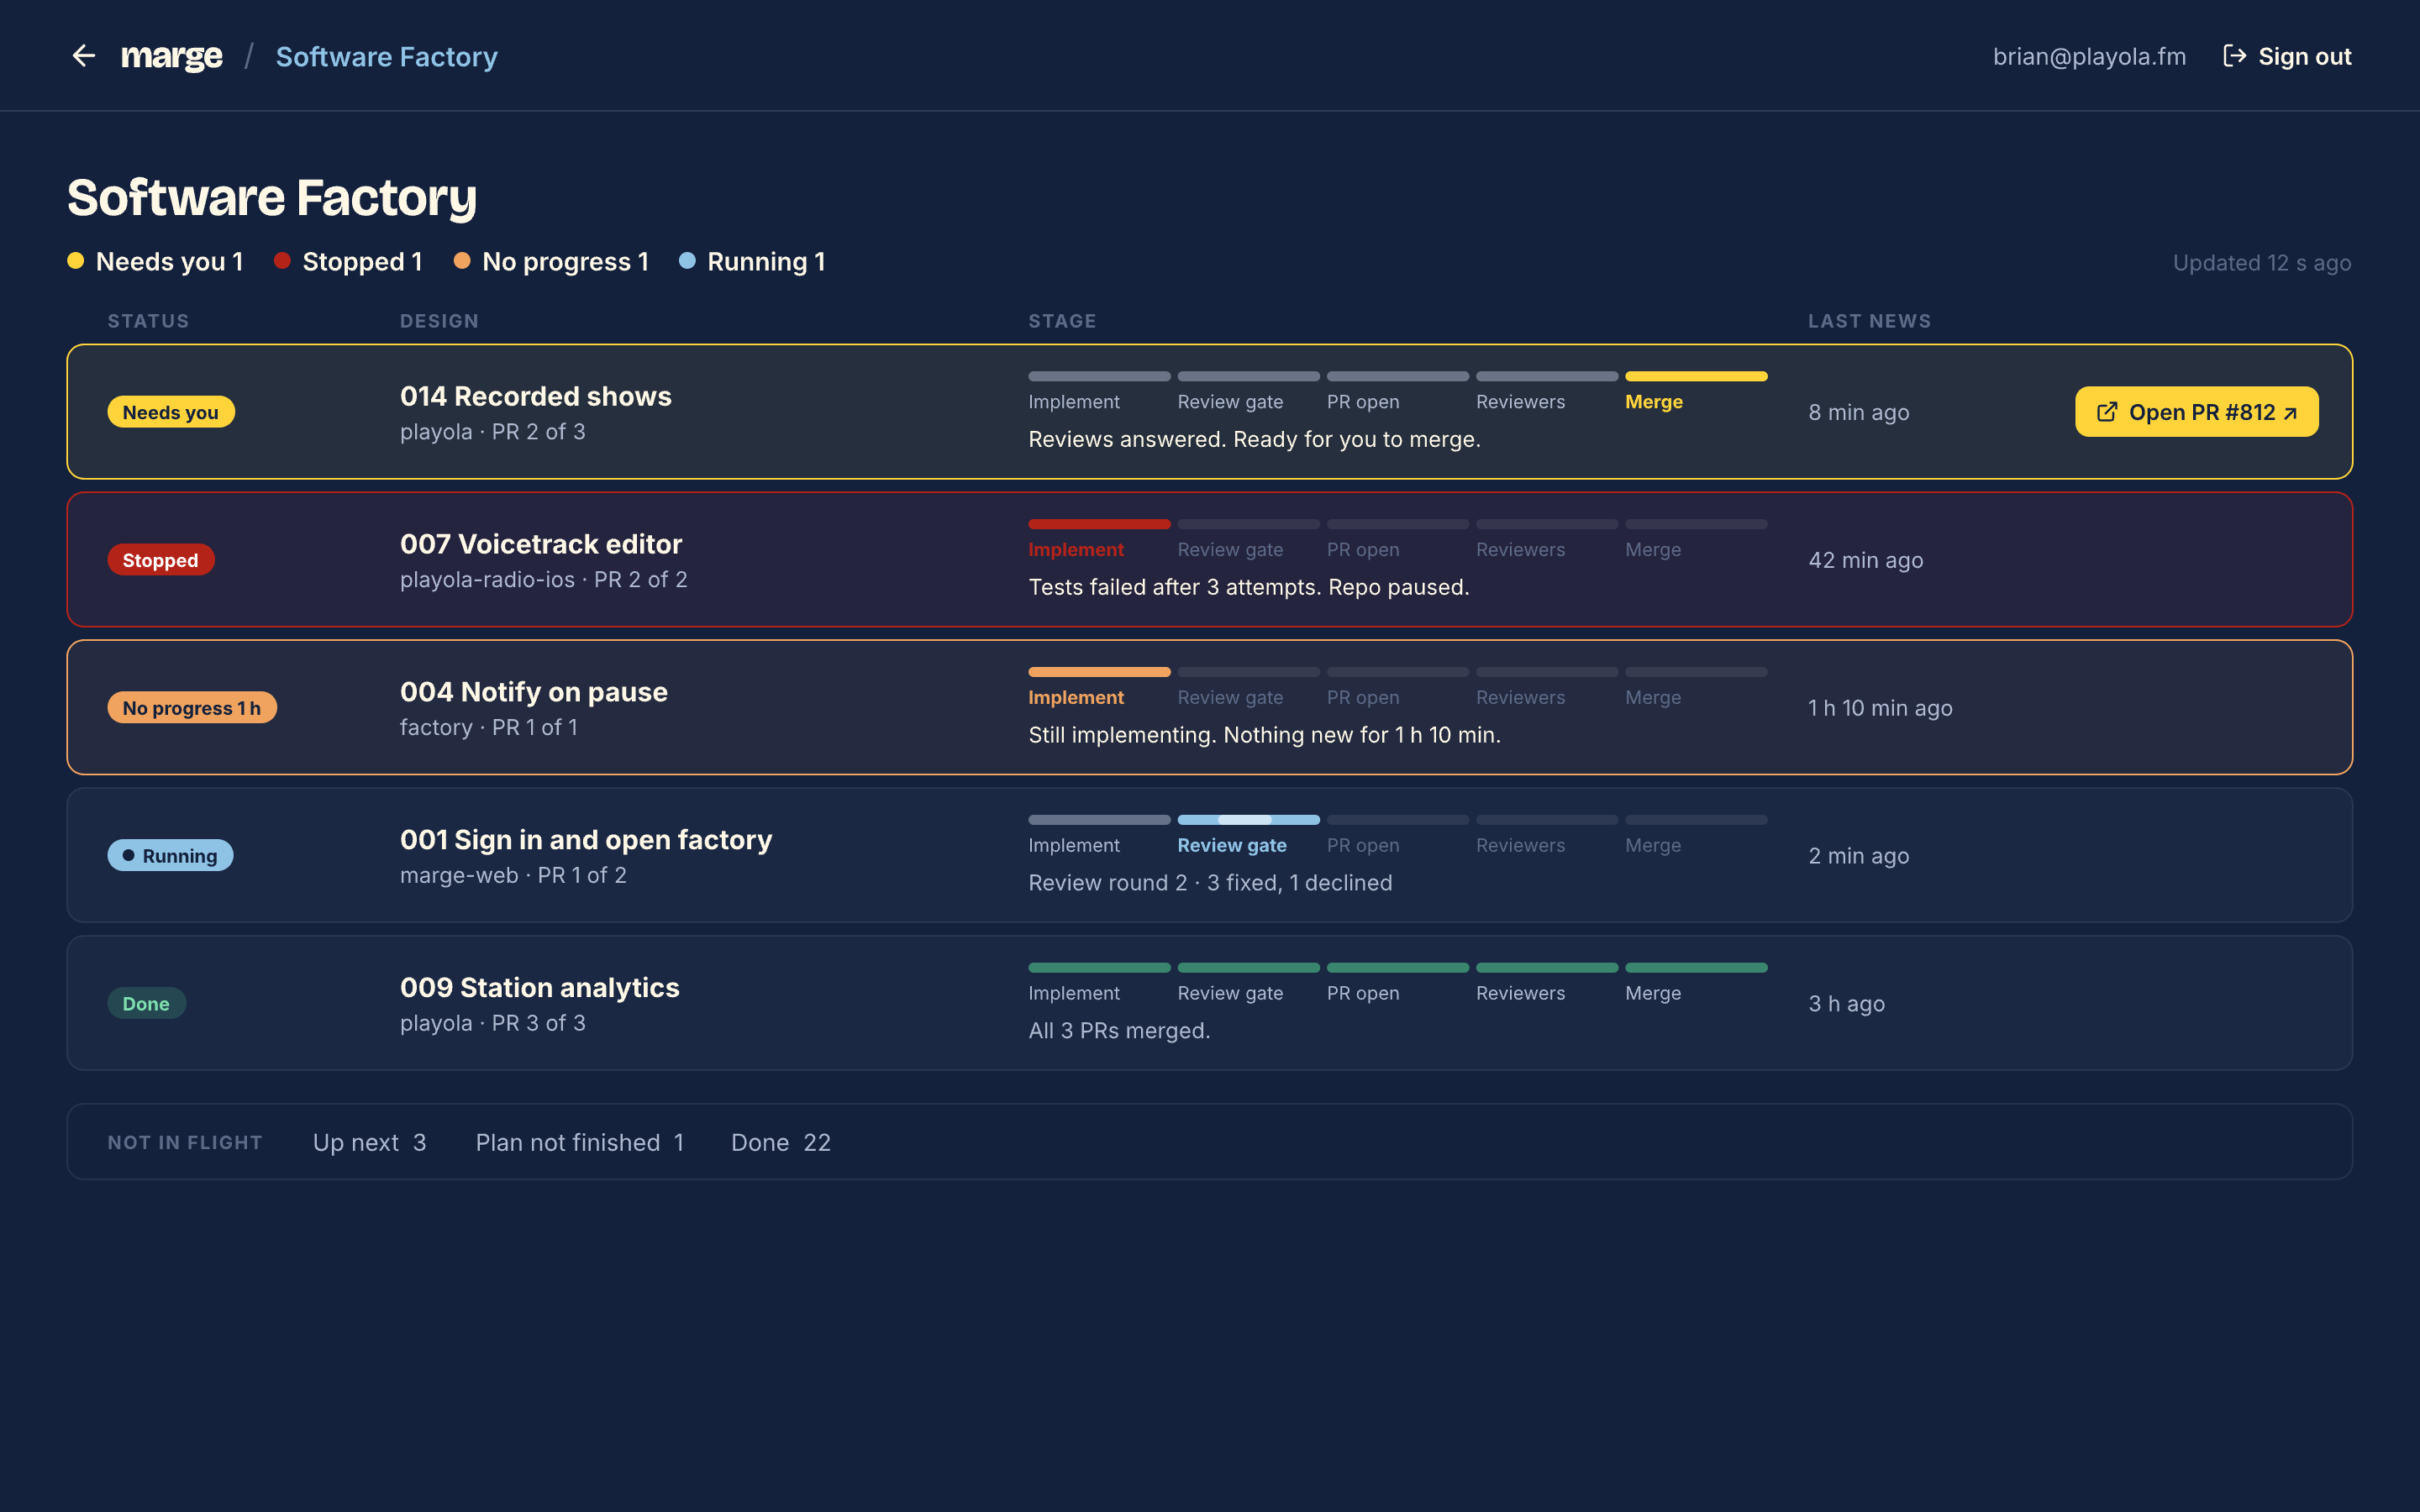 marge / Software Factory
brian@playola.fm Sign out
Software Factory
Needs you 1 Stopped 1 No progress 1 Running 1
Updated 12 s ago
STATUS DESIGN STAGE LAST NEWS
Needs you
014 Recorded shows
playola · PR 2 of 3
Implement Review gate PR open Reviewers Merge
Reviews answered. Ready for you to merge.
8 min ago
Open PR #812 ↗
Stopped
007 Voicetrack editor
playola-radio-ios · PR 2 of 2
Implement Review gate PR open Reviewers Merge
Tests failed after 3 attempts. Repo paused.
42 min ago
No progress 1 h
004 Notify on pause
factory · PR 1 of 1
Implement Review gate PR open Reviewers Merge
Still implementing. Nothing new for 1 h 10 min.
1 h 10 min ago
Running
001 Sign in and open factory
marge-web · PR 1 of 2
Implement Review gate PR open Reviewers Merge
Review round 2 · 3 fixed, 1 declined
2 min ago
Done
009 Station analytics
playola · PR 3 of 3
Implement Review gate PR open Reviewers Merge
All 3 PRs merged.
3 h ago
NOT IN FLIGHT Up next 3 Plan not finished 1 Done 22